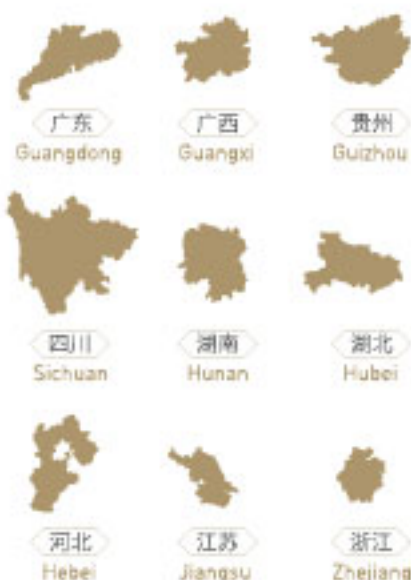 广东
Guangdong
广西
Guangxi
贵州
Guizhou
四川
Sichuan
湖南
Hunan
湖北
Hubei
河北
Hebei
江苏
Jiangsu
浙江
Zhejiang